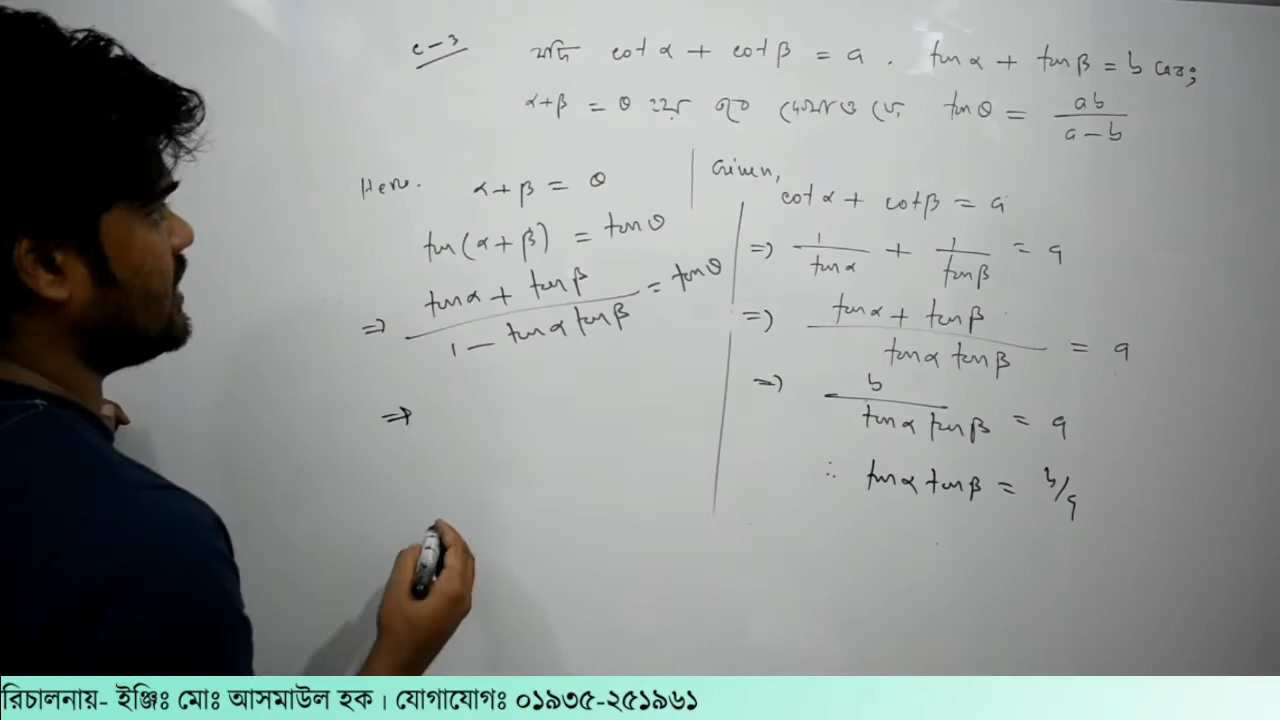 যদি cot α + cot β = a , tan α + tan β = b এবং
α+β = θ হয় তবে দেখাও যে, tan θ = ab / a − b
Here. α + β = θ
tan (α + β) = tan θ
⇒ tan α + tan β / 1 − tan α tan β = tan θ
⇒
Given,
cot α + cot β = a
⇒ 1 / tan α + 1 / tan β = a
⇒ tan α + tan β / tan α tan β = a
⇒ b / tan α tan β = a
∴ tan α tan β = b/a
রিচালনায়- ইঞ্জিঃ মোঃ আসমাউল হক। যোগাযোগঃ ০১৯৩৫-২৫১৯৬১